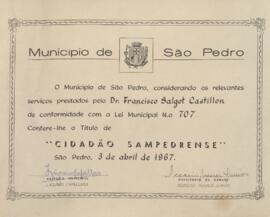 Município de São Pedro
O Município de São Pedro, considerando os relevantes
serviços prestados pelo Dr. Francisco Salgot Castillon
de conformidade com a Lei Municipal N.o 707
Confere-lhe o Título de
"CIDADÃO SAMPEDRENSE"
São Pedro, 3 de abril de 1967.